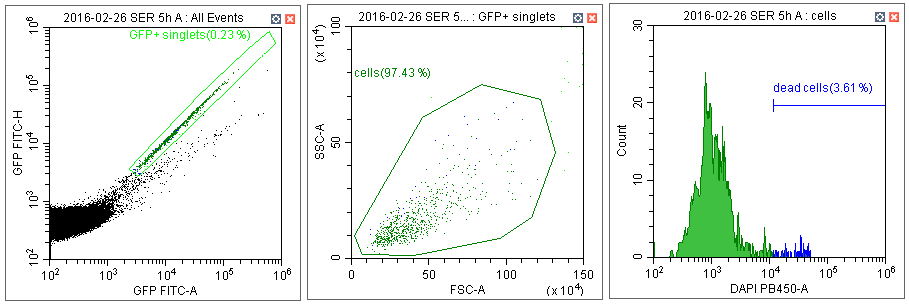 2016-02-26 SER 5h A : All Events
GFP+ singlets(0.23 %)
GFP FITC-H
10^6
10^5
10^4
10^3
10^2
10^2 10^3 10^4 10^5 10^6
GFP FITC-A
2016-02-26 SER 5... : GFP+ singlets
(x 10^4)
cells(97.43 %)
SSC-A
100
50
0
0 50 100 150
FSC-A (x 10^4)
2016-02-26 SER 5h A : cells
dead cells(3.61 %)
Count
30
20
10
0
10^2 10^3 10^4 10^5 10^6
DAPI PB450-A